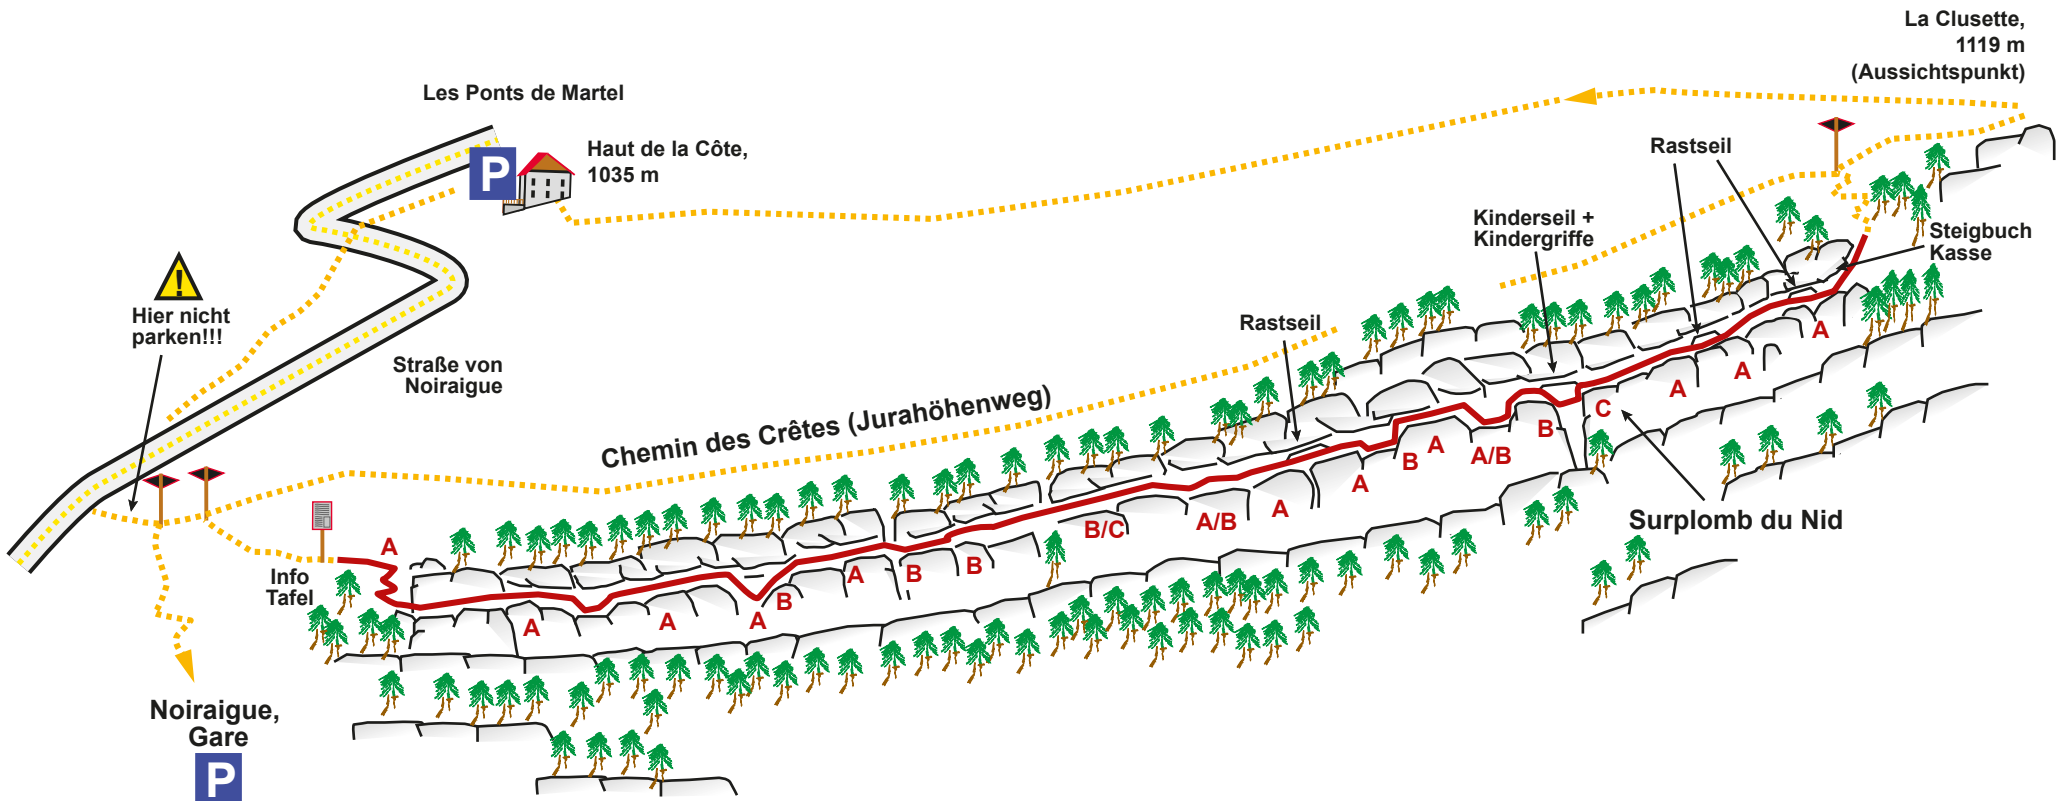 La Clusette,
1119 m
(Aussichtspunkt)
Les Ponts de Martel
P
Haut de la Côte,
1035 m
Rastseil
Kinderseil +
Kindergriffe
Steigbuch
Kasse
!
Hier nicht
parken!!!
Rastseil
Straße von
Noiraigue
Chemin des Crêtes (Jurahöhenweg)
Surplomb du Nid
Info
Tafel
A
A
A
A
B
A
B
B
B/C
A/B
A
A
B
A
A/B
B
C
A
A
A
Noiraigue,
Gare
P